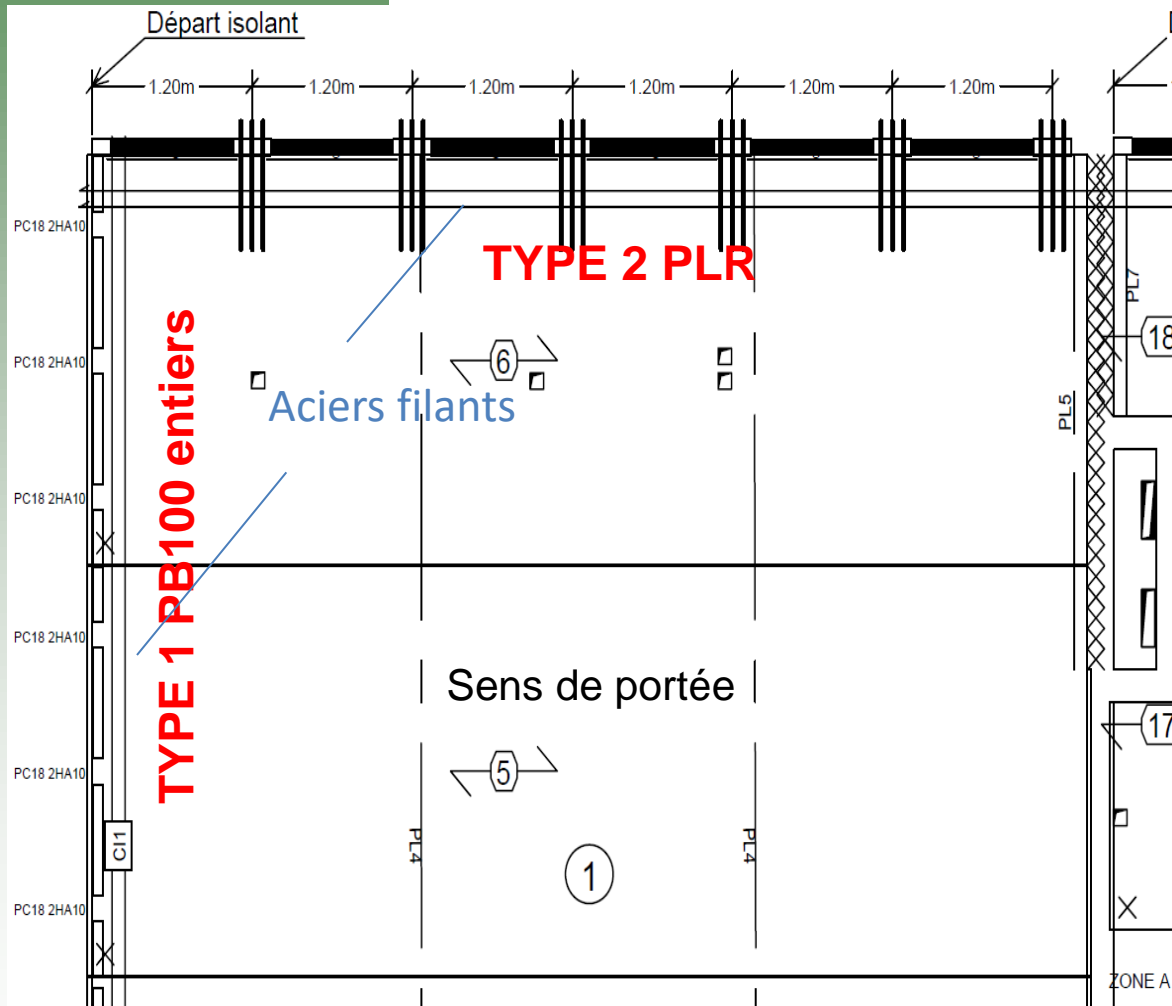 Départ isolant
1.20m 1.20m 1.20m 1.20m 1.20m 1.20m
PC18 2HA10
TYPE 2 PLR
PL7
TYPE 1 PB100 entiers
6
18
PC18 2HA10
Aciers filants
PL5
PC18 2HA10
PC18 2HA10
Sens de portée
17
PC18 2HA10
5
CI1
PL4
PL4
1
PC18 2HA10
ZONE A